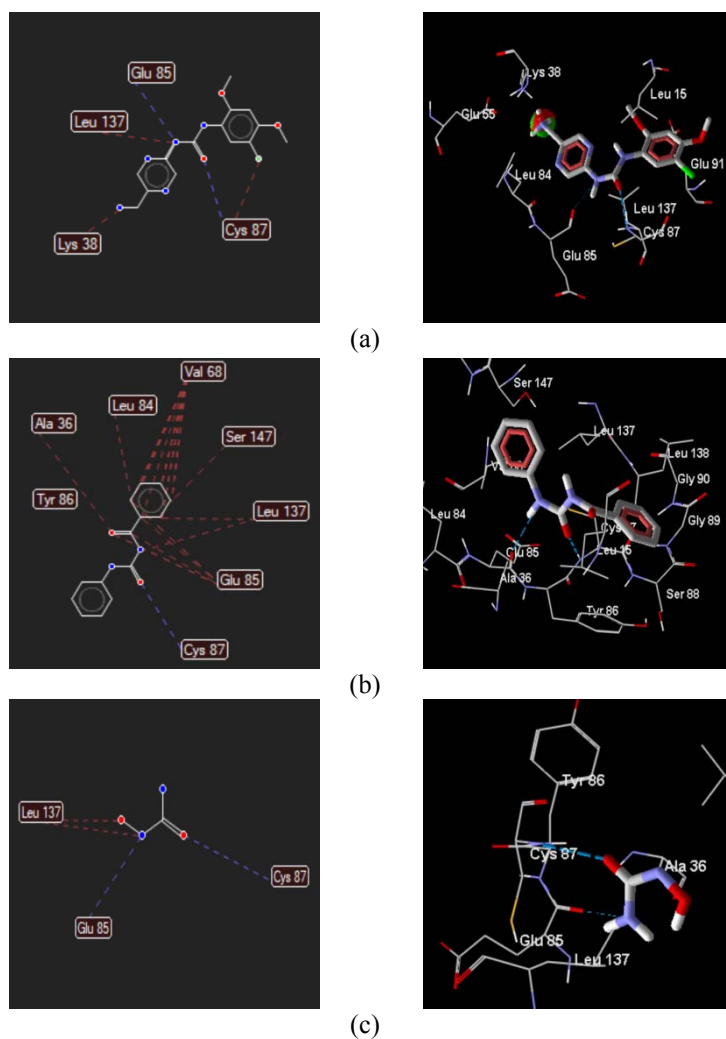 Glu 85
Leu 137
Lys 38
Cys 87
Lys 38
Leu 15
Glu 55
Leu 84
Glu 91
Leu 137
Cys 87
Glu 85
(a)
Val 68
Leu 84
Ala 36
Ser 147
Tyr 86
Leu 137
Glu 85
Cys 87
Ser 147
Leu 137
Leu 138
Gly 90
Leu 84
Gly 89
Glu 85
Leu 15
Ala 36
Ser 88
Tyr 86
(b)
Leu 137
Cys 87
Glu 85
Tyr 86
Cys 87
Ala 36
Glu 85
Leu 137
(c)